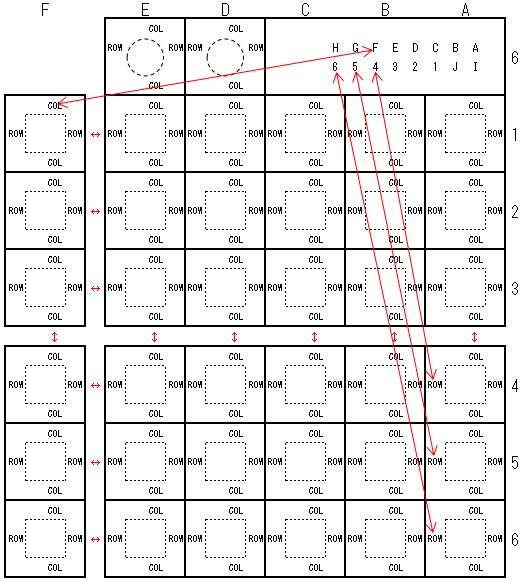 F E D C B A
COL COL
ROW ROW H G F E D C B A
6 5 4 3 2 1 J I 6
COL COL
COL COL COL COL COL COL
ROW ROW ↔ ROW ROW ROW ROW ROW ROW ROW ROW ROW ROW 1
COL COL COL COL COL COL
COL COL COL COL COL COL
ROW ROW ↔ ROW ROW ROW ROW ROW ROW ROW ROW ROW ROW 2
COL COL COL COL COL COL
COL COL COL COL COL COL
ROW ROW ↔ ROW ROW ROW ROW ROW ROW ROW ROW ROW ROW 3
COL COL COL COL COL COL
↕ ↕ ↕ ↕ ↕ ↕
COL COL COL COL COL COL
ROW ROW ↔ ROW ROW ROW ROW ROW ROW ROW ROW ROW ROW 4
COL COL COL COL COL COL
COL COL COL COL COL COL
ROW ROW ↔ ROW ROW ROW ROW ROW ROW ROW ROW ROW ROW 5
COL COL COL COL COL COL
COL COL COL COL COL COL
ROW ROW ↔ ROW ROW ROW ROW ROW ROW ROW ROW ROW ROW 6
COL COL COL COL COL COL